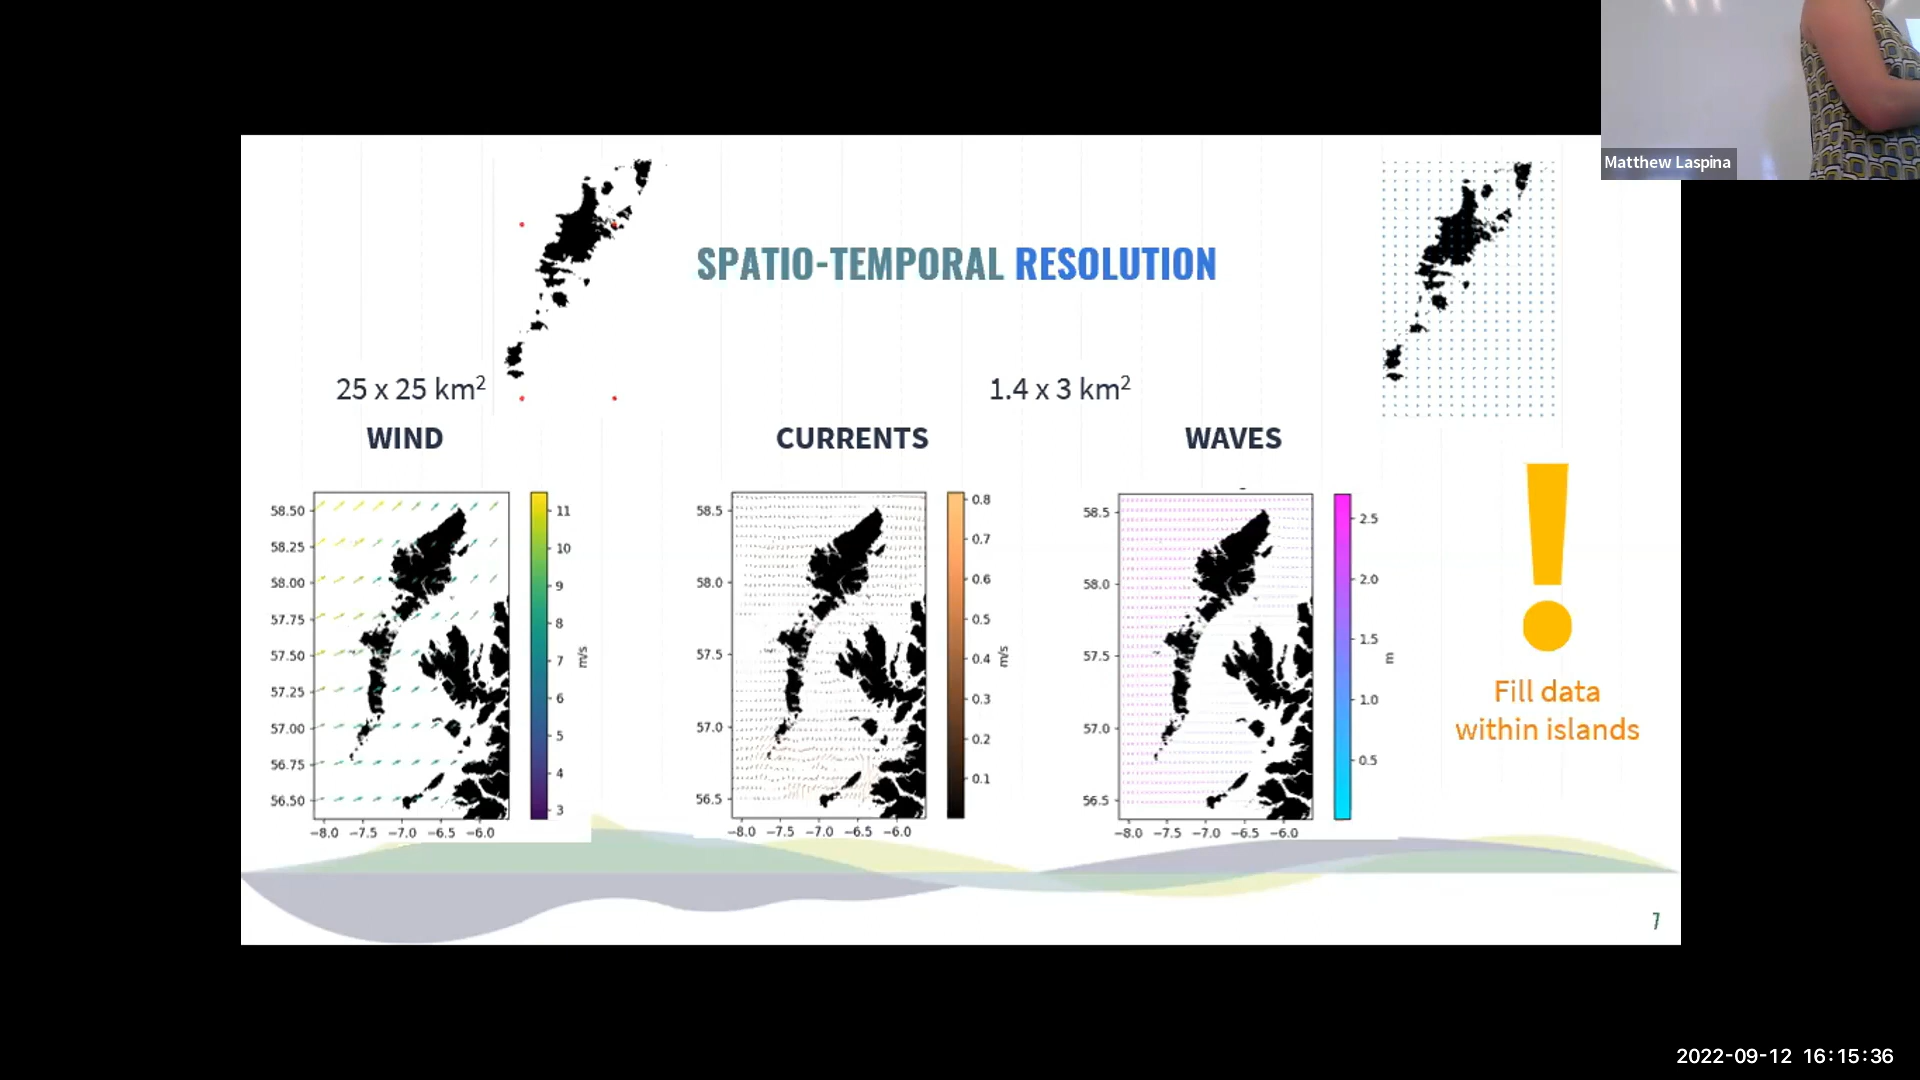 Matthew Laspina
SPATIO-TEMPORAL RESOLUTION
25 x 25 km²
1.4 x 3 km²
WIND
CURRENTS
WAVES
58.50
58.25
58.00
57.75
57.50
57.25
57.00
56.75
56.50
−8.0 −7.5 −7.0 −6.5 −6.0
11
10
9
8
7
6
5
4
3
m/s
58.5
58.0
57.5
57.0
56.5
−8.0 −7.5 −7.0 −6.5 −6.0
0.8
0.7
0.6
0.5
0.4
0.3
0.2
0.1
m/s
58.5
58.0
57.5
57.0
56.5
−8.0 −7.5 −7.0 −6.5 −6.0
2.5
2.0
1.5
1.0
0.5
m
!
Fill data
within islands
7
2022-09-12 16:15:36